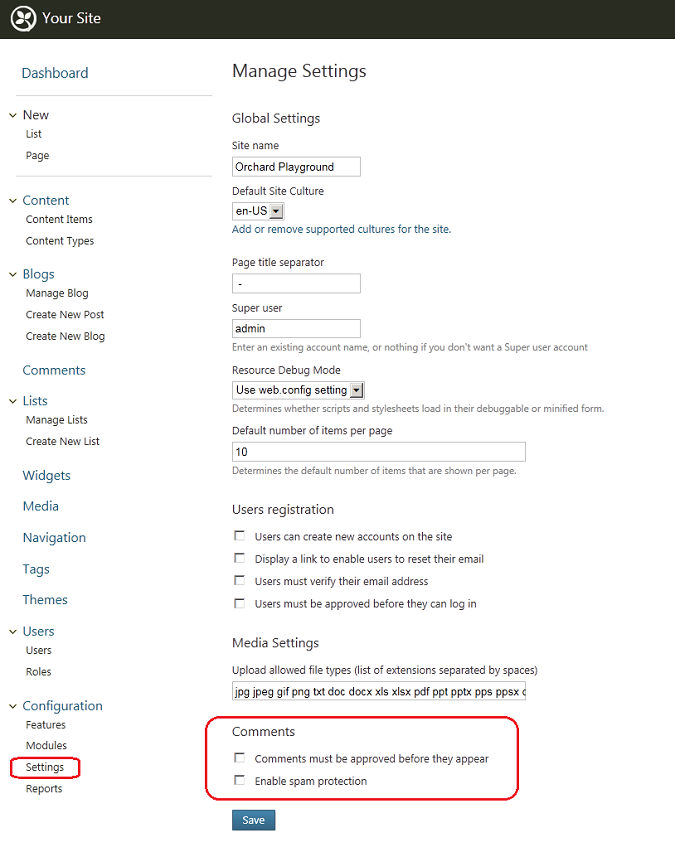 Your Site
Dashboard
New
List
Page
Content
Content Items
Content Types
Blogs
Manage Blog
Create New Post
Create New Blog
Comments
Lists
Manage Lists
Create New List
Widgets
Media
Navigation
Tags
Themes
Users
Users
Roles
Configuration
Features
Modules
Settings
Reports
Manage Settings
Global Settings
Site name
Orchard Playground
Default Site Culture
en-US
Add or remove supported cultures for the site.
Page title separator
-
Super user
admin
Enter an existing account name, or nothing if you don't want a Super user account
Resource Debug Mode
Use web.config setting
Determines whether scripts and stylesheets load in their debuggable or minified form.
Default number of items per page
10
Determines the default number of items that are shown per page.
Users registration
Users can create new accounts on the site
Display a link to enable users to reset their email
Users must verify their email address
Users must be approved before they can log in
Media Settings
Upload allowed file types (list of extensions separated by spaces)
jpg jpeg gif png txt doc docx xls xlsx pdf ppt pptx pps ppsx
Comments
Comments must be approved before they appear
Enable spam protection
Save